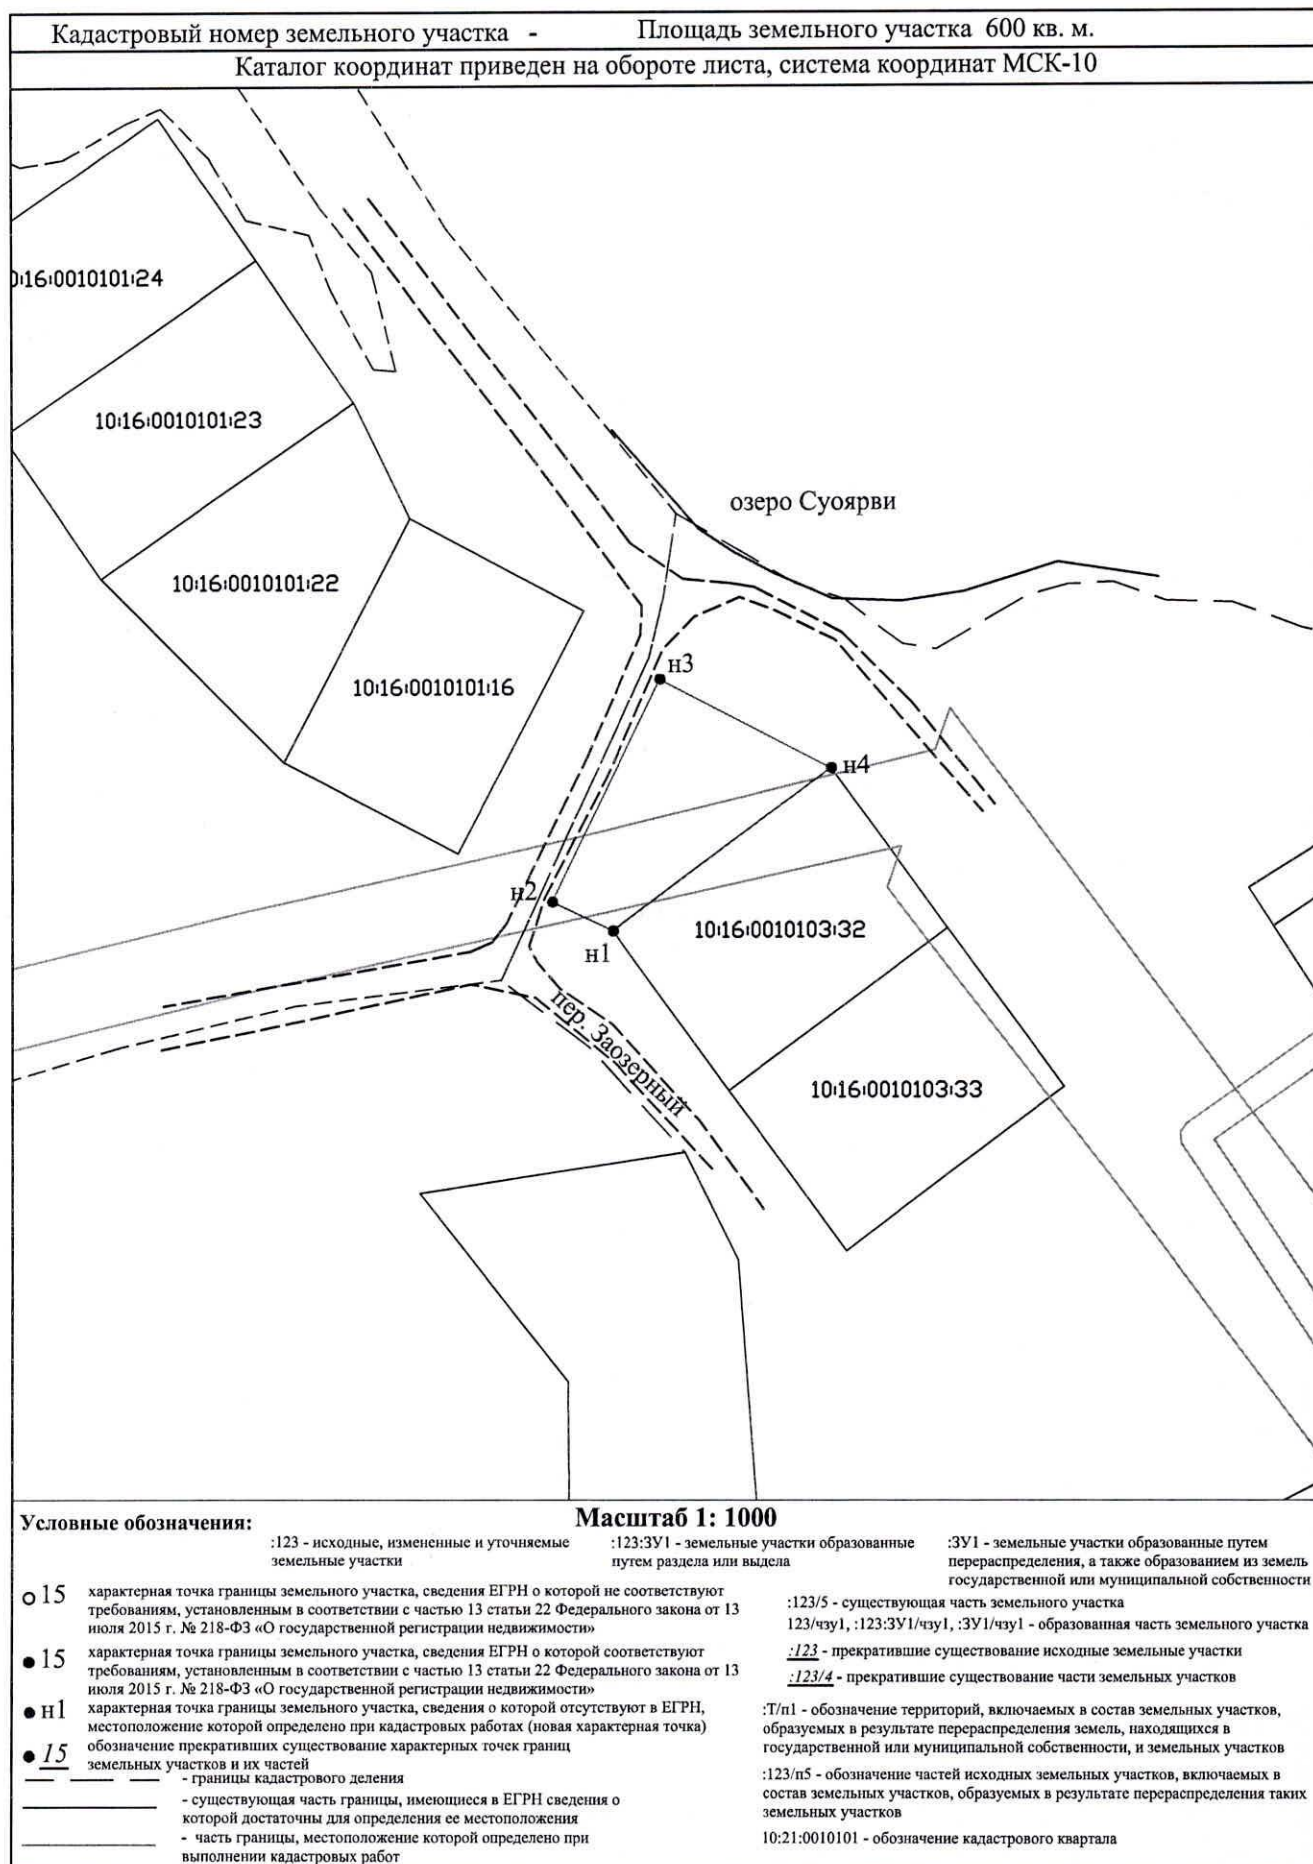 Кадастровый номер земельного участка - Площадь земельного участка 600 кв. м.
Каталог координат приведен на обороте листа, система координат МСК-10
:16:0010101:24
10:16:0010101:23
озеро Суоярви
10:16:0010101:22
н3
10:16:0010101:16
н4
н2
н1
10:16:0010103:32
пер. Заозерный
10:16:0010103:33
Условные обозначения:
Масштаб 1: 1000
:123 - исходные, измененные и уточняемые
земельные участки
:123:ЗУ1 - земельные участки образованные
путем раздела или выдела
:ЗУ1 - земельные участки образованные путем
перераспределения, а также образованием из земель
государственной или муниципальной собственности
15 характерная точка границы земельного участка, сведения ЕГРН о которой не соответствуют
требованиям, установленным в соответствии с частью 13 статьи 22 Федерального закона от 13
июля 2015 г. № 218-ФЗ «О государственной регистрации недвижимости»
15 характерная точка границы земельного участка, сведения ЕГРН о которой соответствуют
требованиям, установленным в соответствии с частью 13 статьи 22 Федерального закона от 13
июля 2015 г. № 218-ФЗ «О государственной регистрации недвижимости»
н1 характерная точка границы земельного участка, сведения о которой отсутствуют в ЕГРН,
местоположение которой определено при кадастровых работах (новая характерная точка)
15 обозначение прекративших существование характерных точек границ
земельных участков и их частей
- границы кадастрового деления
- существующая часть границы, имеющиеся в ЕГРН сведения о
которой достаточны для определения ее местоположения
- часть границы, местоположение которой определено при
выполнении кадастровых работ
:123/5 - существующая часть земельного участка
123/чзу1, :123:ЗУ1/чзу1, :ЗУ1/чзу1 - образованная часть земельного участка
:123 - прекратившие существование исходные земельные участки
:123/4 - прекратившие существование части земельных участков
:Т/п1 - обозначение территорий, включаемых в состав земельных участков,
образуемых в результате перераспределения земель, находящихся в
государственной или муниципальной собственности, и земельных участков
:123/п5 - обозначение частей исходных земельных участков, включаемых в
состав земельных участков, образуемых в результате перераспределения таких
земельных участков
10:21:0010101 - обозначение кадастрового квартала